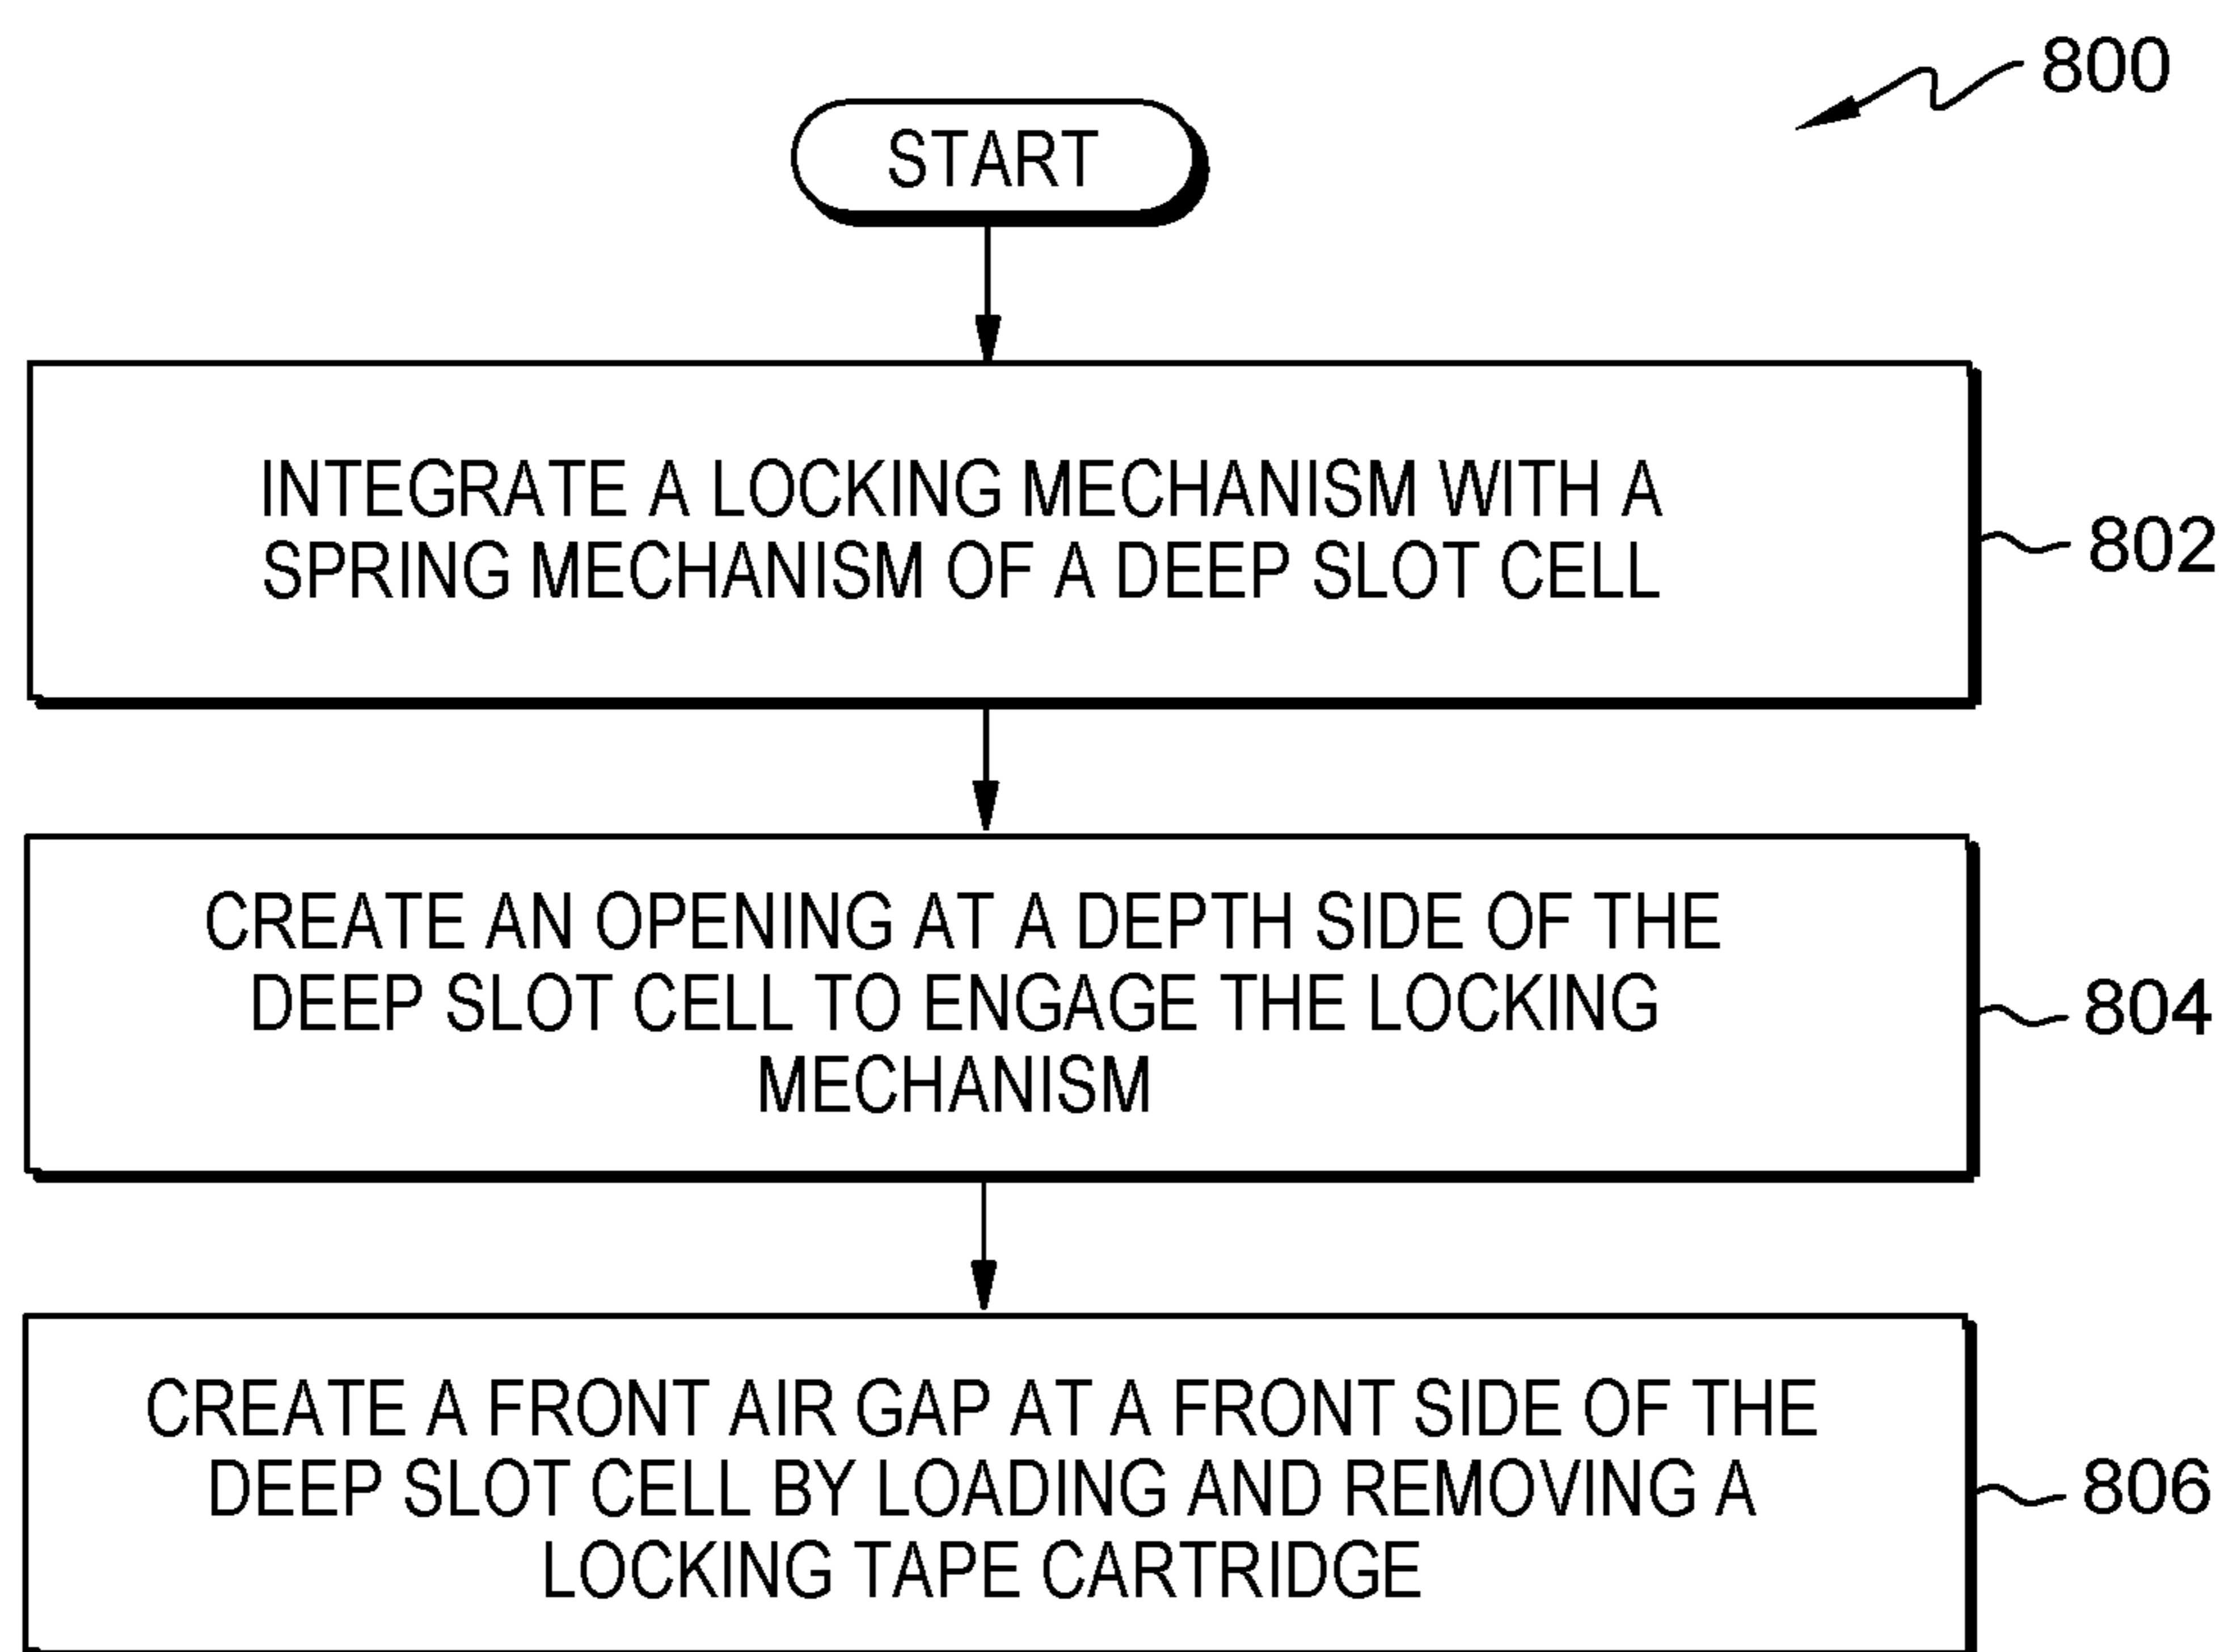 800
START
INTEGRATE A LOCKING MECHANISM WITH A
SPRING MECHANISM OF A DEEP SLOT CELL
802
CREATE AN OPENING AT A DEPTH SIDE OF THE
DEEP SLOT CELL TO ENGAGE THE LOCKING
MECHANISM
804
CREATE A FRONT AIR GAP AT A FRONT SIDE OF THE
DEEP SLOT CELL BY LOADING AND REMOVING A
LOCKING TAPE CARTRIDGE
806